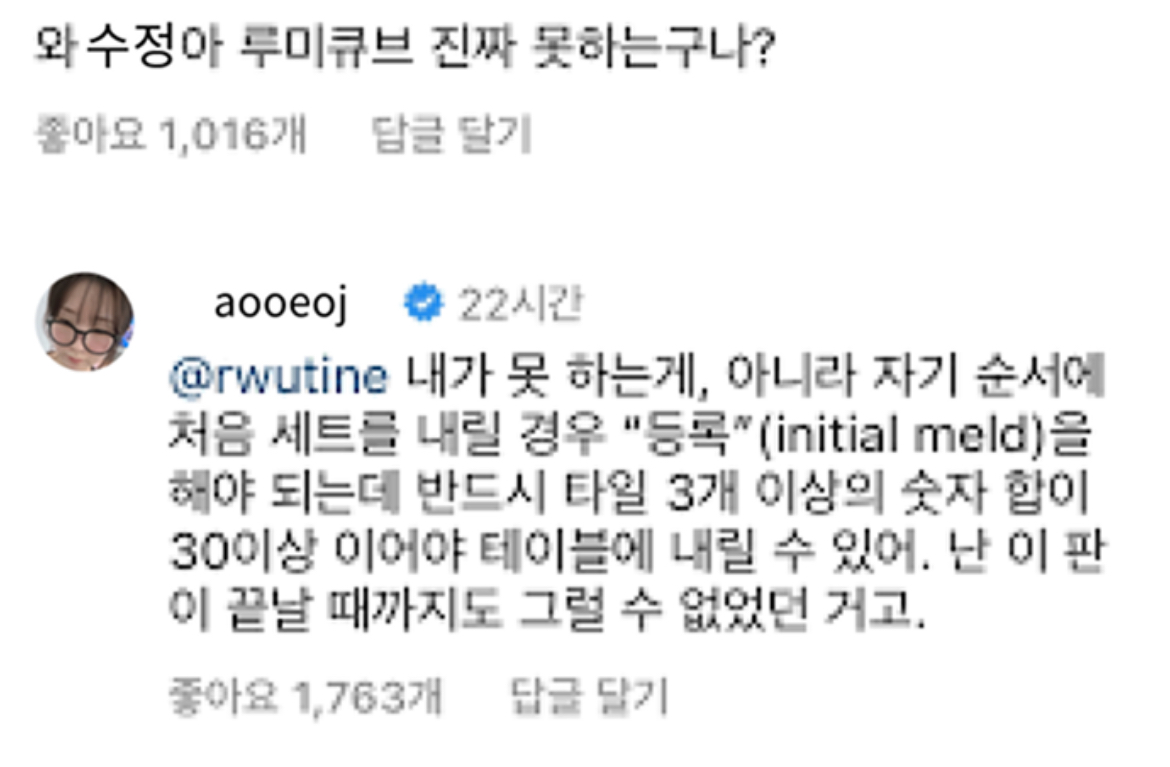 와 수정아 루미큐브 진짜 못하는구나?
좋아요 1,016개 답글 달기
aooeoj 22시간
@rwutine 내가 못 하는게, 아니라 자기 순서에
처음 세트를 내릴 경우 “등록”(initial meld)을
해야 되는데 반드시 타일 3개 이상의 숫자 합이
30이상 이어야 테이블에 내릴 수 있어. 난 이 판
이 끝날 때까지도 그럴 수 없었던 거고.
좋아요 1,763개 답글 달기